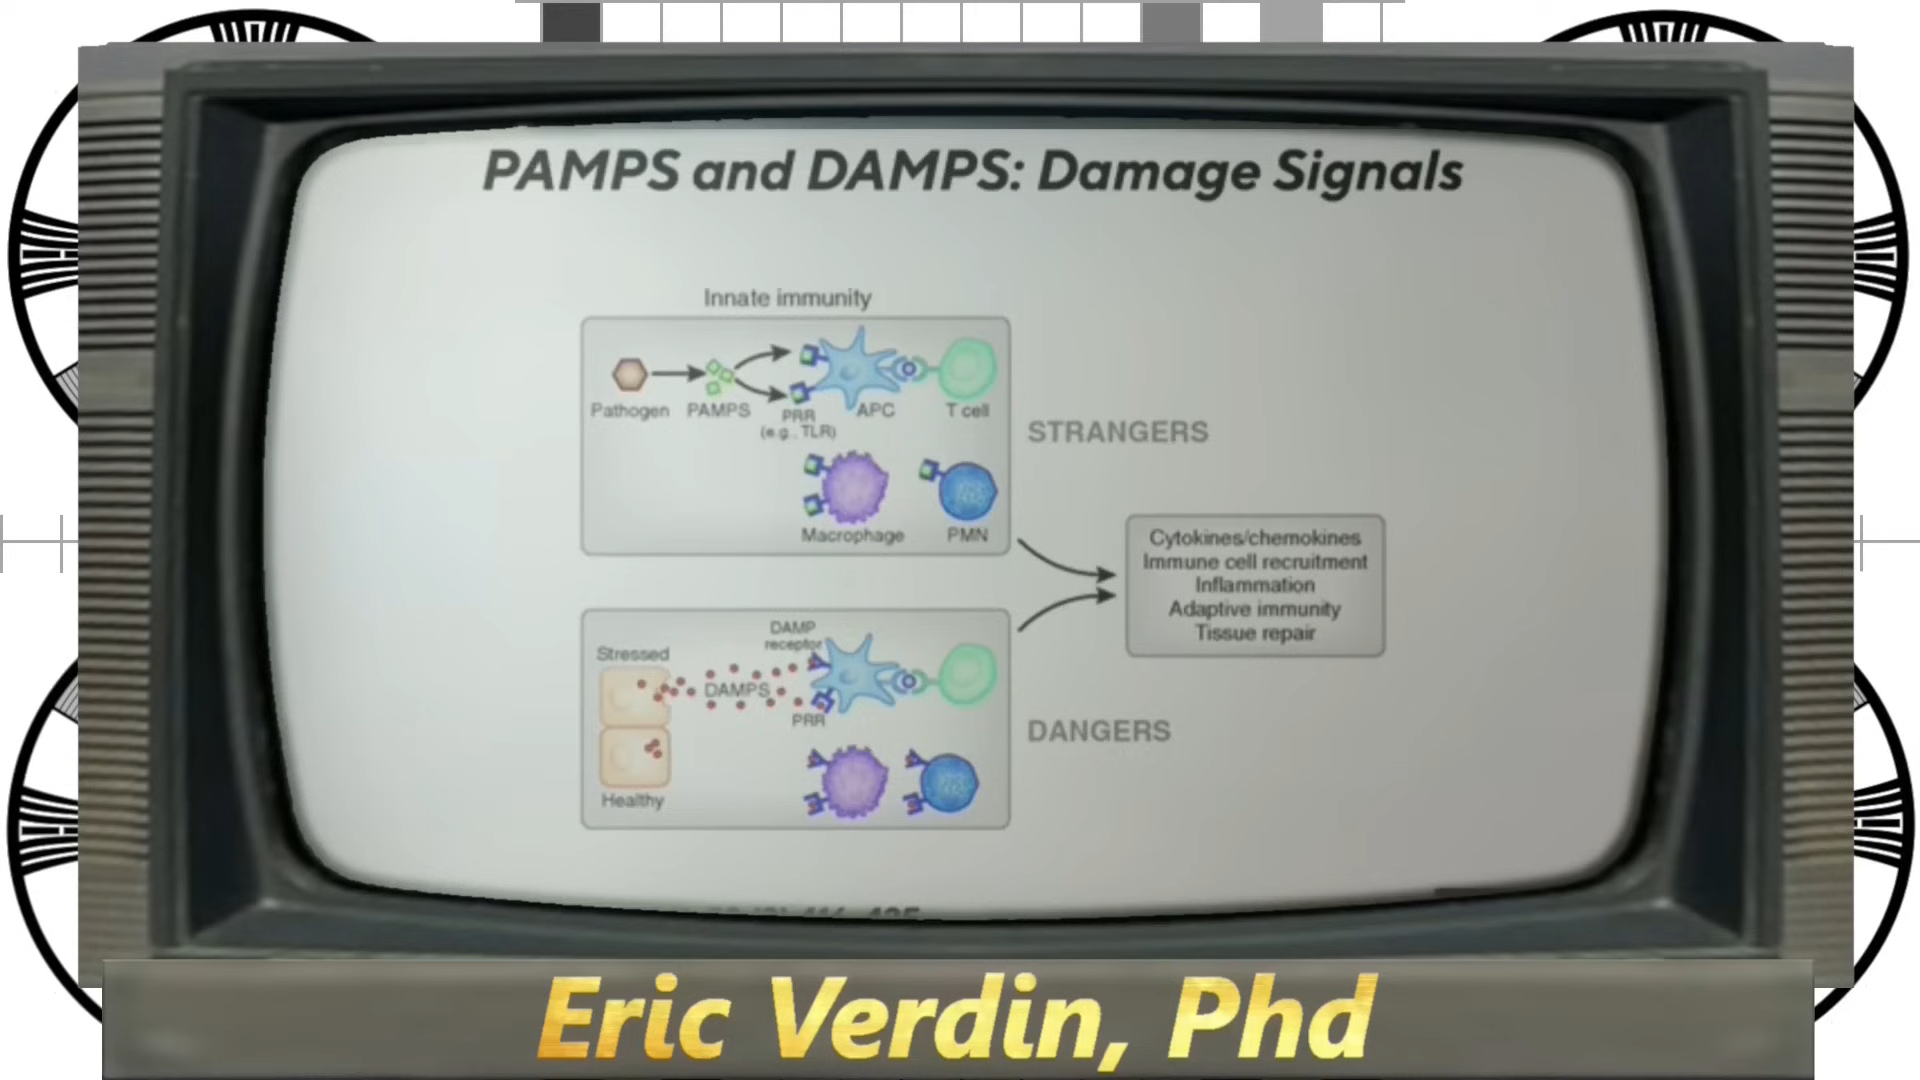 PAMPS and DAMPS: Damage Signals
Innate immunity
Pathogen
PAMPS
PRR
(e.g., TLR)
APC
T cell
Macrophage
PMN
STRANGERS
Cytokines/chemokines
Immune cell recruitment
Inflammation
Adaptive immunity
Tissue repair
DAMP
receptor
Stressed
DAMPS
PRR
Healthy
DANGERS
Eric Verdin, Phd